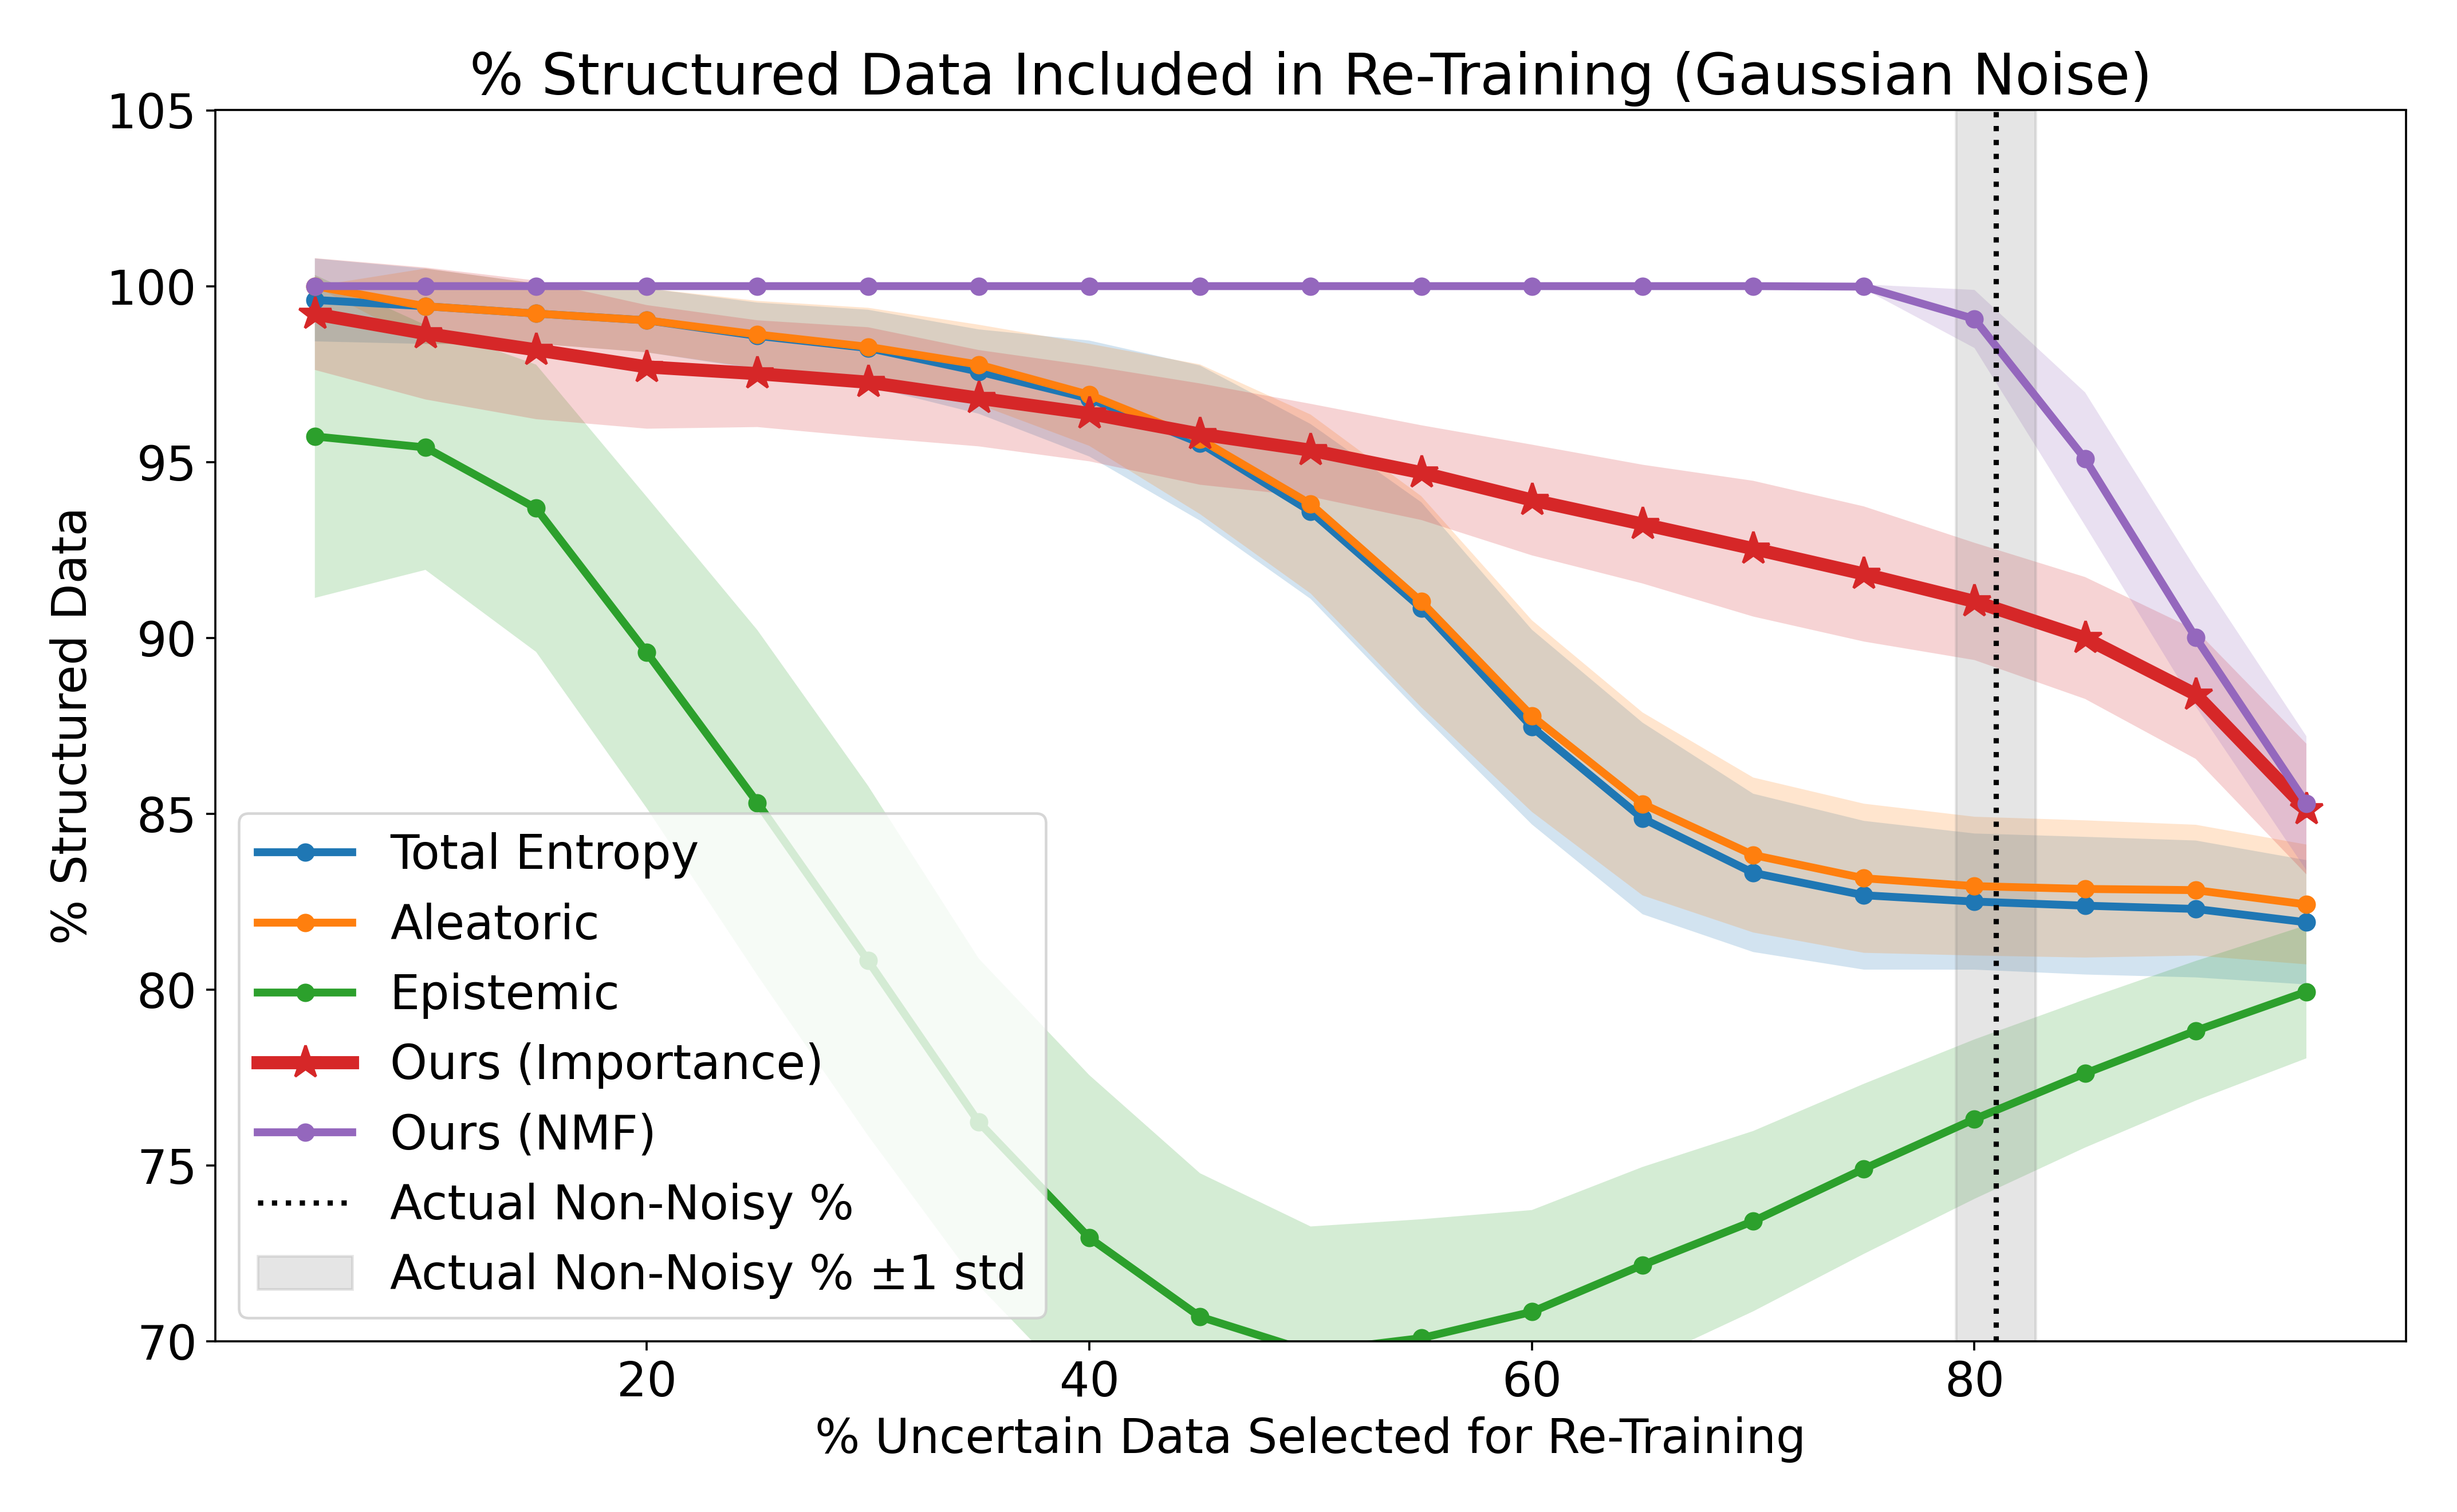 % Structured Data Included in Re-Training (Gaussian Noise)
105
100
95
90
85
80
75
70
% Structured Data
Total Entropy
Aleatoric
Epistemic
Ours (Importance)
Ours (NMF)
Actual Non-Noisy %
Actual Non-Noisy % ±1 std
20
40
60
80
% Uncertain Data Selected for Re-Training